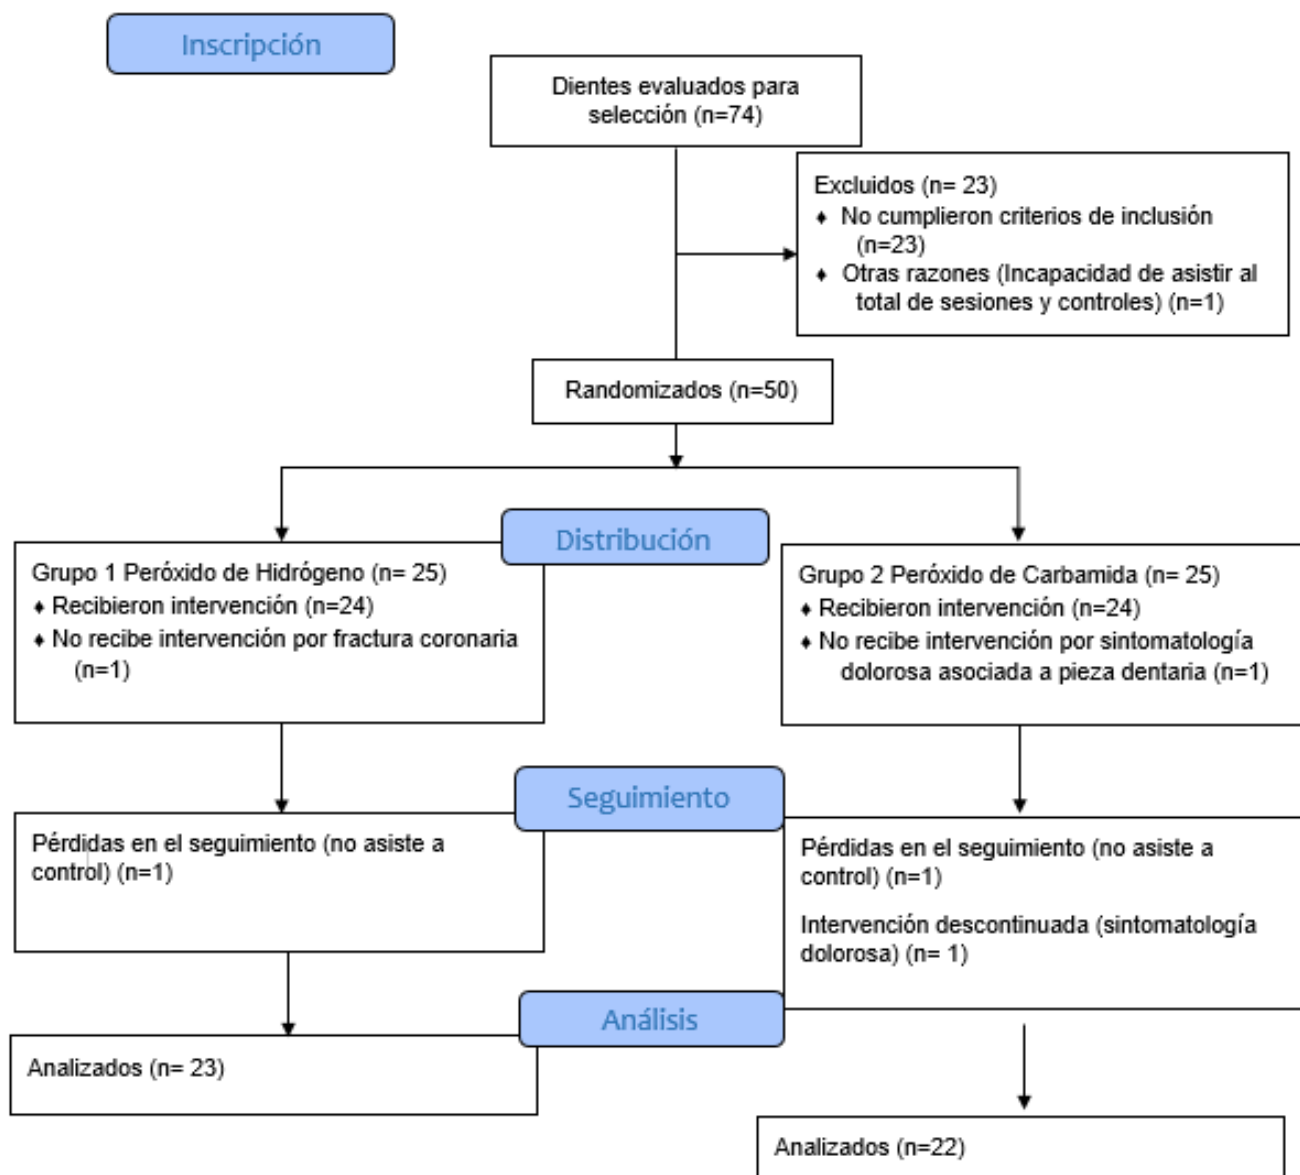 Inscripción
Dientes evaluados para
selección (n=74)
Excluidos (n= 23)
♦ No cumplieron criterios de inclusión
(n=23)
♦ Otras razones (Incapacidad de asistir al
total de sesiones y controles) (n=1)
Randomizados (n=50)
Distribución
Grupo 1 Peróxido de Hidrógeno (n= 25)
♦ Recibieron intervención (n=24)
♦ No recibe intervención por fractura coronaria
(n=1)
Grupo 2 Peróxido de Carbamida (n= 25)
♦ Recibieron intervención (n=24)
♦ No recibe intervención por sintomatología
dolorosa asociada a pieza dentaria (n=1)
Seguimiento
Pérdidas en el seguimiento (no asiste a
control) (n=1)
Pérdidas en el seguimiento (no asiste a
control) (n=1)
Intervención descontinuada (sintomatología
dolorosa) (n= 1)
Análisis
Analizados (n= 23)
Analizados (n=22)